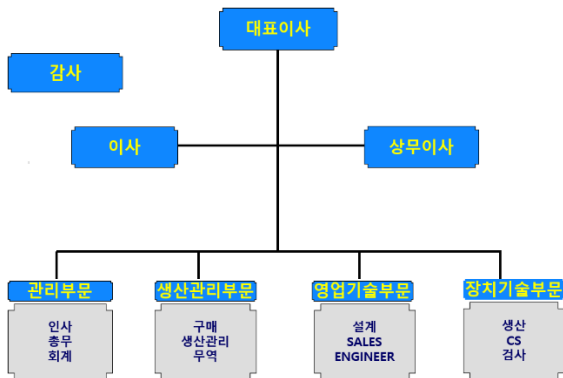 대표이사
감사
이사
상무이사
관리부문
인사
총무
회계
생산관리부문
구매
생산관리
무역
영업기술부문
설계
SALES
ENGINEER
장치기술부문
생산
CS
검사